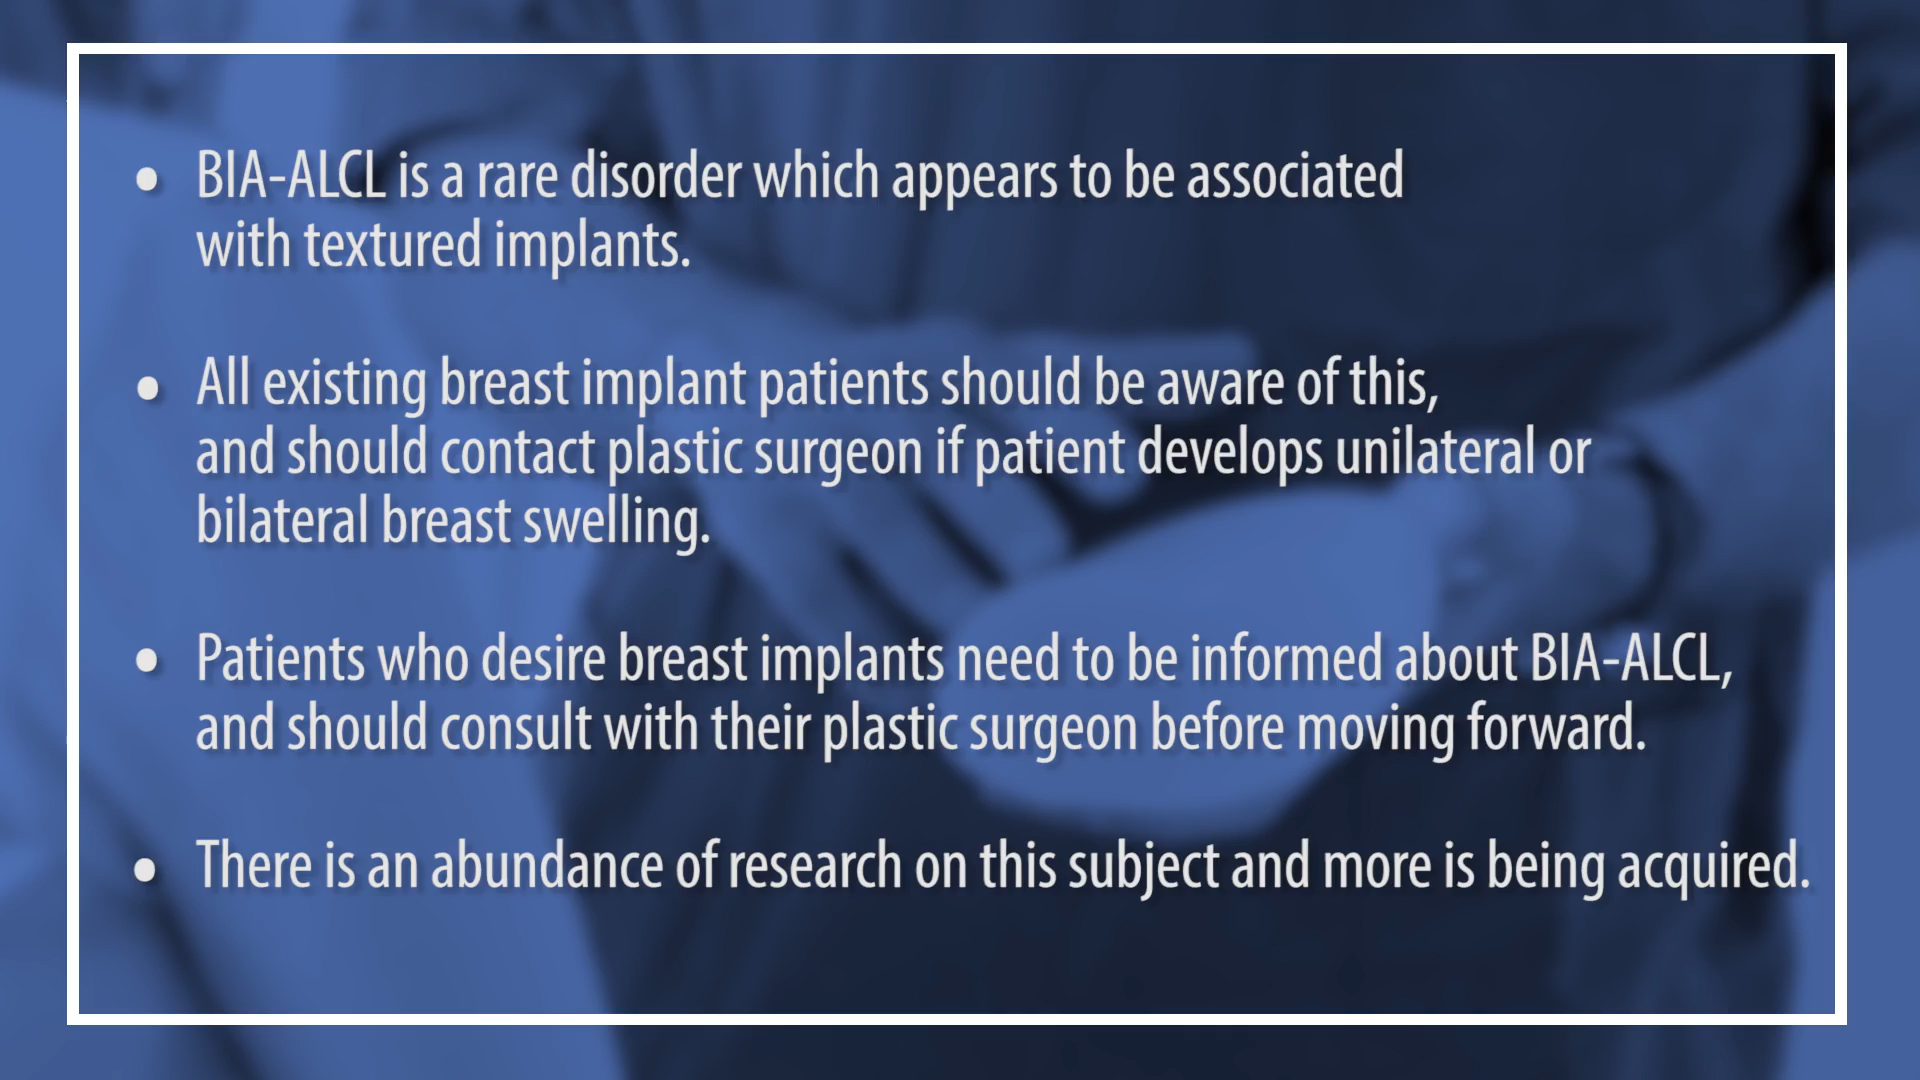 • BIA-ALCL is a rare disorder which appears to be associated
with textured implants.
• All existing breast implant patients should be aware of this,
and should contact plastic surgeon if patient develops unilateral or
bilateral breast swelling.
• Patients who desire breast implants need to be informed about BIA-ALCL,
and should consult with their plastic surgeon before moving forward.
• There is an abundance of research on this subject and more is being acquired.